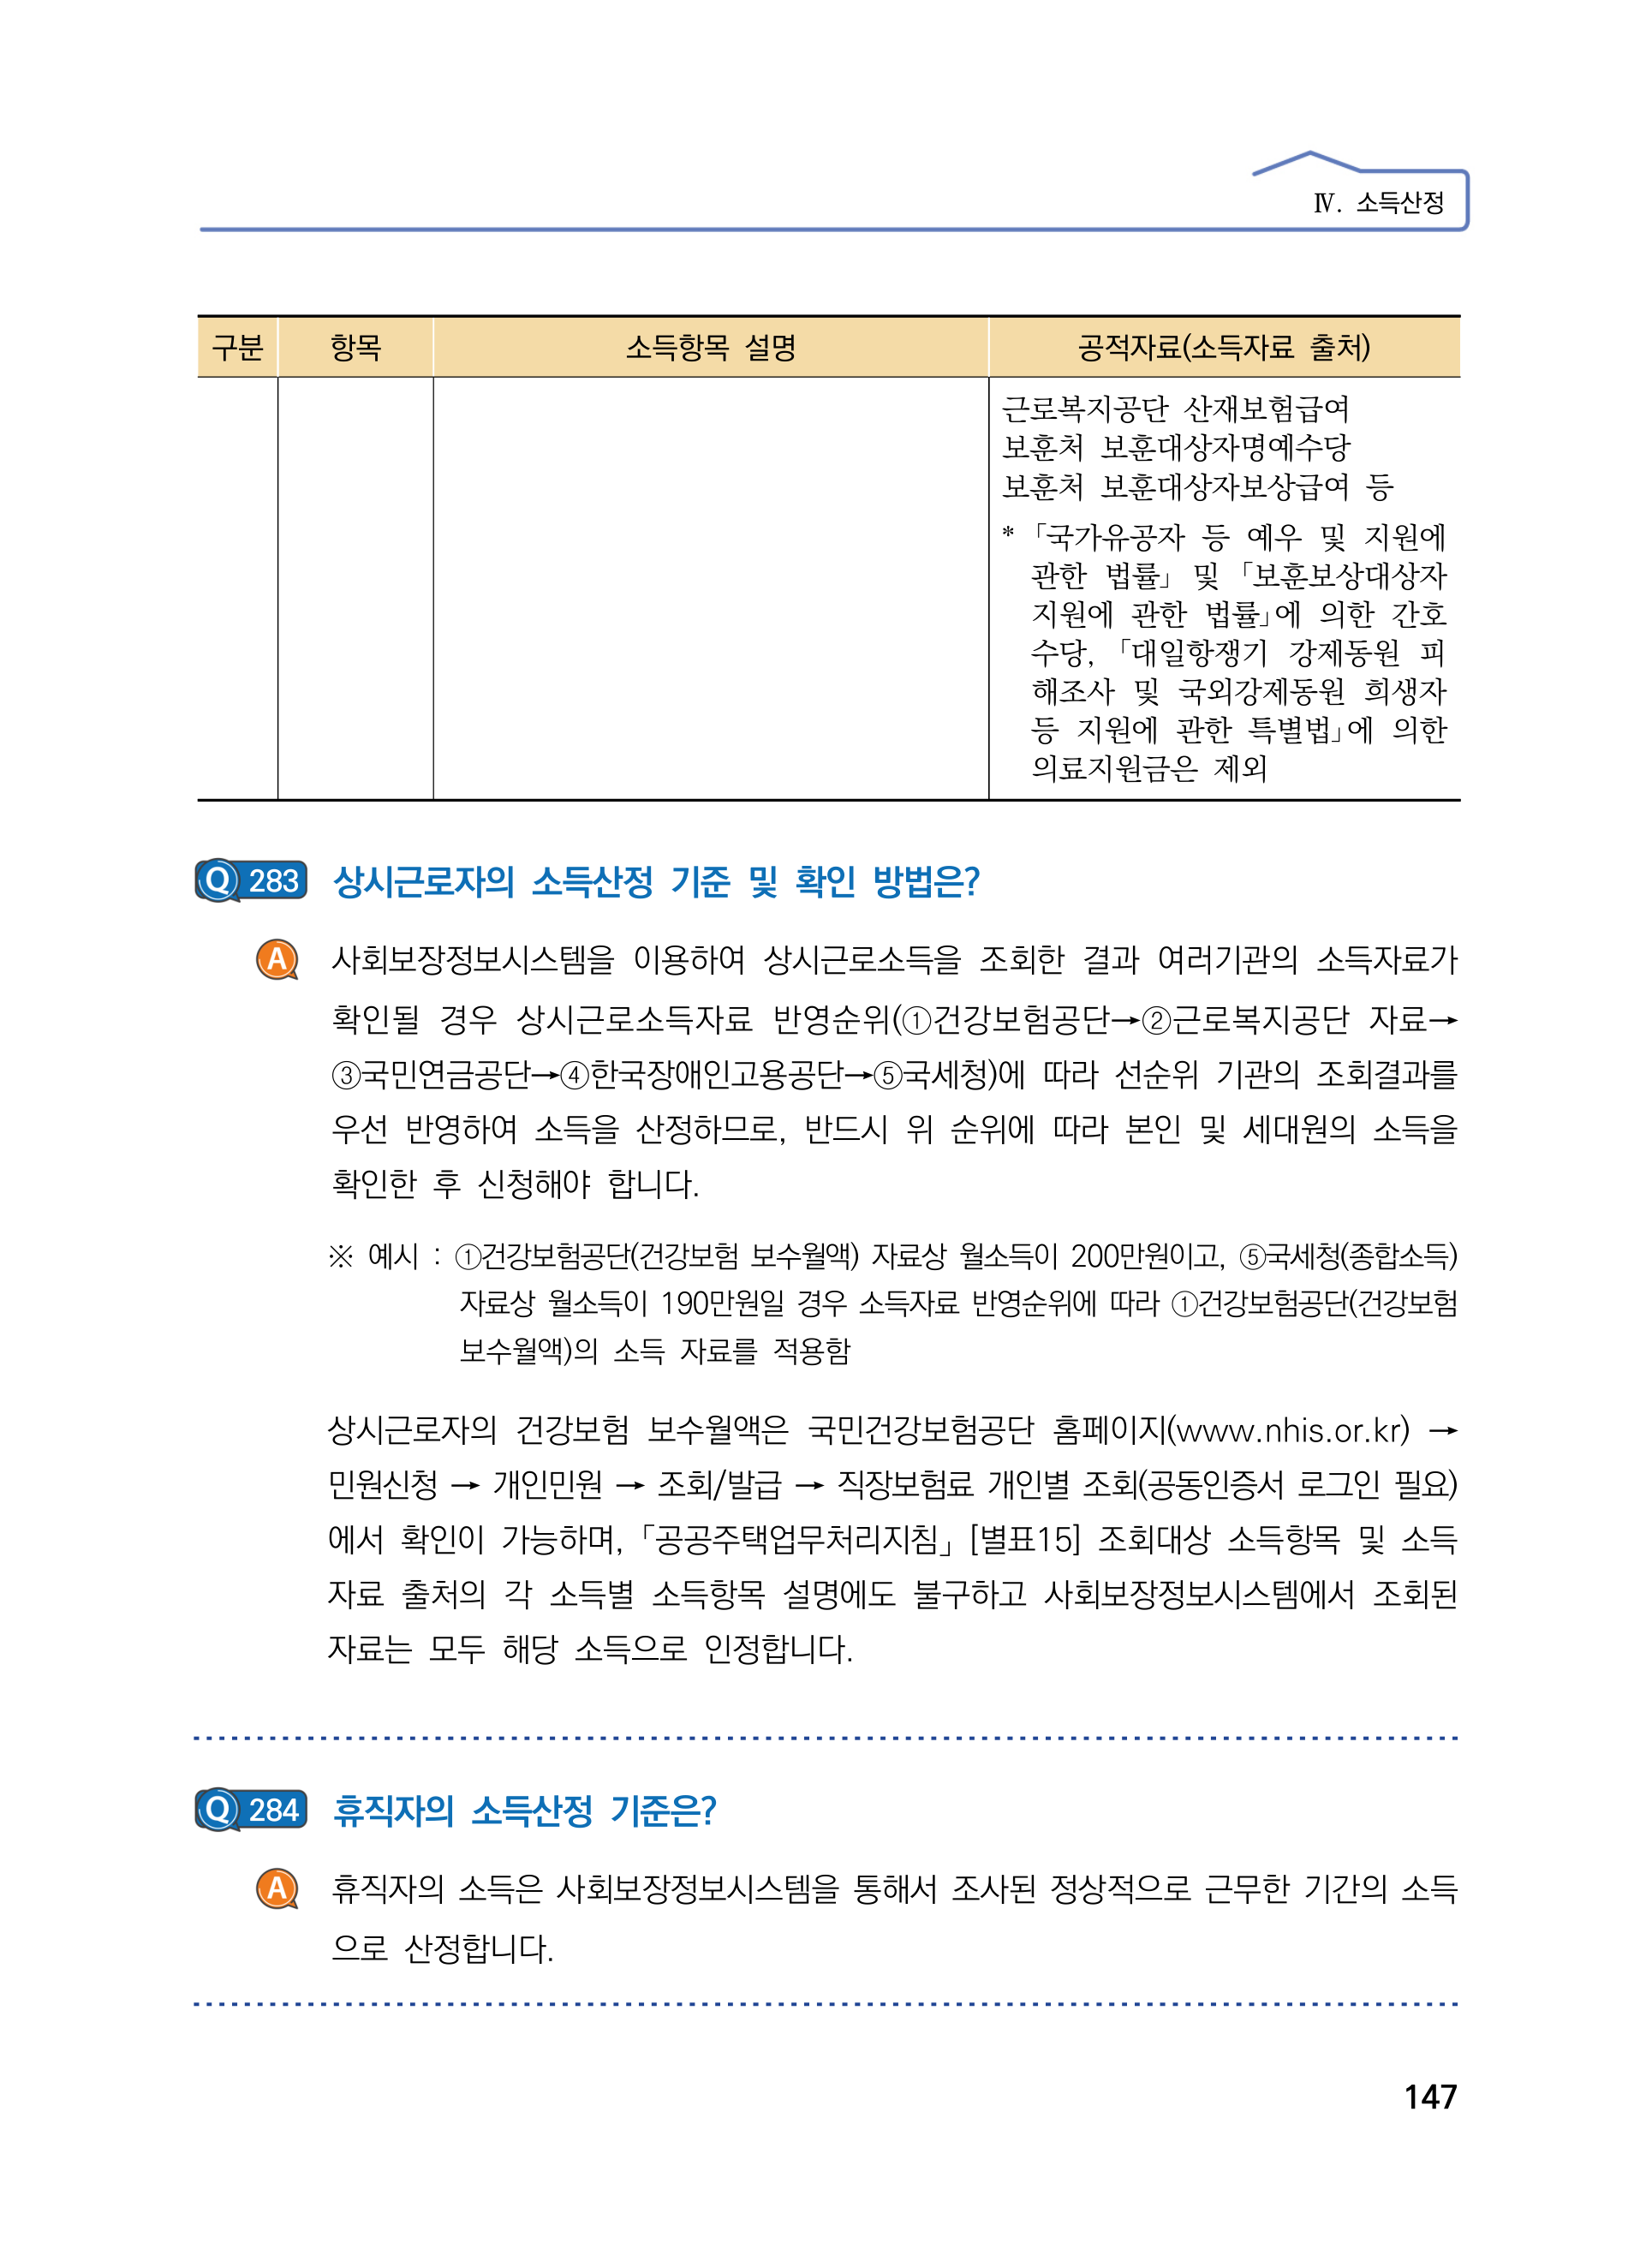 Ⅳ. 소득산정
구분 항목 소득항목 설명 공적자료(소득자료 출처)
근로복지공단 산재보험급여
보훈처 보훈대상자명예수당
보훈처 보훈대상자보상급여 등
* 「국가유공자 등 예우 및 지원에
관한 법률」 및 「보훈보상대상자
지원에 관한 법률」에 의한 간호
수당, 「대일항쟁기 강제동원 피
해조사 및 국외강제동원 희생자
등 지원에 관한 특별법」에 의한
의료지원금은 제외
Q 283 상시근로자의 소득산정 기준 및 확인 방법은?
A 사회보장정보시스템을 이용하여 상시근로소득을 조회한 결과 여러기관의 소득자료가
확인될 경우 상시근로소득자료 반영순위(①건강보험공단→②근로복지공단 자료→
③국민연금공단→④한국장애인고용공단→⑤국세청)에 따라 선순위 기관의 조회결과를
우선 반영하여 소득을 산정하므로, 반드시 위 순위에 따라 본인 및 세대원의 소득을
확인한 후 신청해야 합니다.
※ 예시 : ①건강보험공단(건강보험 보수월액) 자료상 월소득이 200만원이고, ⑤국세청(종합소득)
자료상 월소득이 190만원일 경우 소득자료 반영순위에 따라 ①건강보험공단(건강보험
보수월액)의 소득 자료를 적용함
상시근로자의 건강보험 보수월액은 국민건강보험공단 홈페이지(www.nhis.or.kr) →
민원신청 → 개인민원 → 조회/발급 → 직장보험료 개인별 조회(공동인증서 로그인 필요)
에서 확인이 가능하며, 「공공주택업무처리지침」 [별표15] 조회대상 소득항목 및 소득
자료 출처의 각 소득별 소득항목 설명에도 불구하고 사회보장정보시스템에서 조회된
자료는 모두 해당 소득으로 인정합니다.
Q 284 휴직자의 소득산정 기준은?
A 휴직자의 소득은 사회보장정보시스템을 통해서 조사된 정상적으로 근무한 기간의 소득
으로 산정합니다.
147